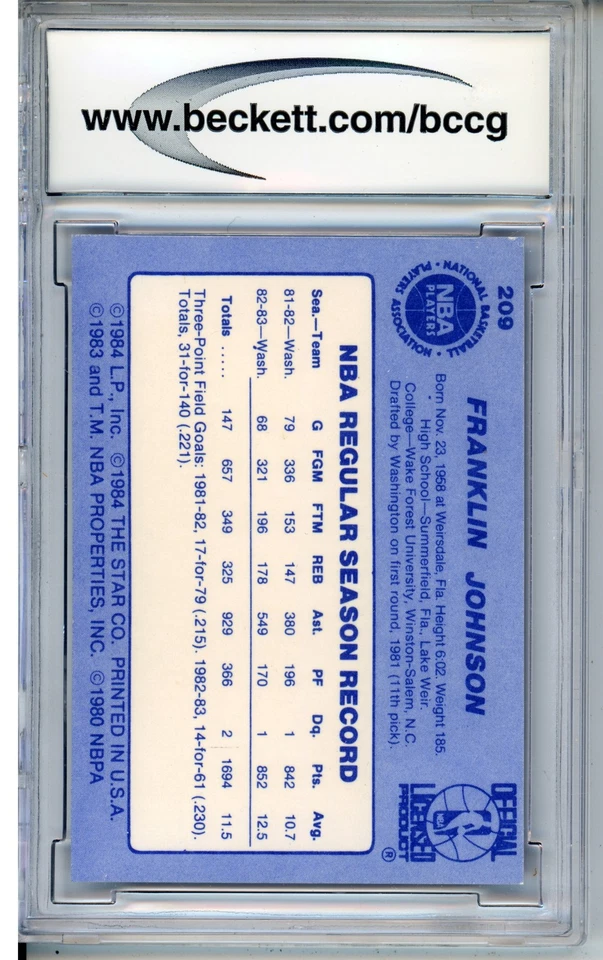 www.beckett.com/bccg
209
NATIONAL BASKETBALL
PLAYERS ASSOCIATION
NBA
PLAYERS
FRANKLIN JOHNSON
Born Nov. 23, 1958 at Weirsdale, Fla. Height 6:02. Weight 185.
High School—Summerfield, Fla., Lake Weir.
College—Wake Forest University, Winston-Salem, N.C.
Drafted by Washington on first round, 1981 (11th pick).
OFFICIAL
NBA
LICENSED
PRODUCT
®
NBA REGULAR SEASON RECORD
Sea.—Team G FGM FTM REB Ast. PF Dq. Pts. Avg.
81-82—Wash. 79 336 153 147 380 196 1 842 10.7
82-83—Wash. 68 321 196 178 549 170 1 852 12.5
Totals ..... 147 657 349 325 929 366 2 1694 11.5
Three-Point Field Goals: 1981-82, 17-for-79 (.215). 1982-83, 14-for-61 (.230).
Totals, 31-for-140 (.221).
©1984 L.P., Inc. ©1984 THE STAR CO. PRINTED IN U.S.A.
©1983 and T.M. NBA PROPERTIES, INC. ©1980 NBPA